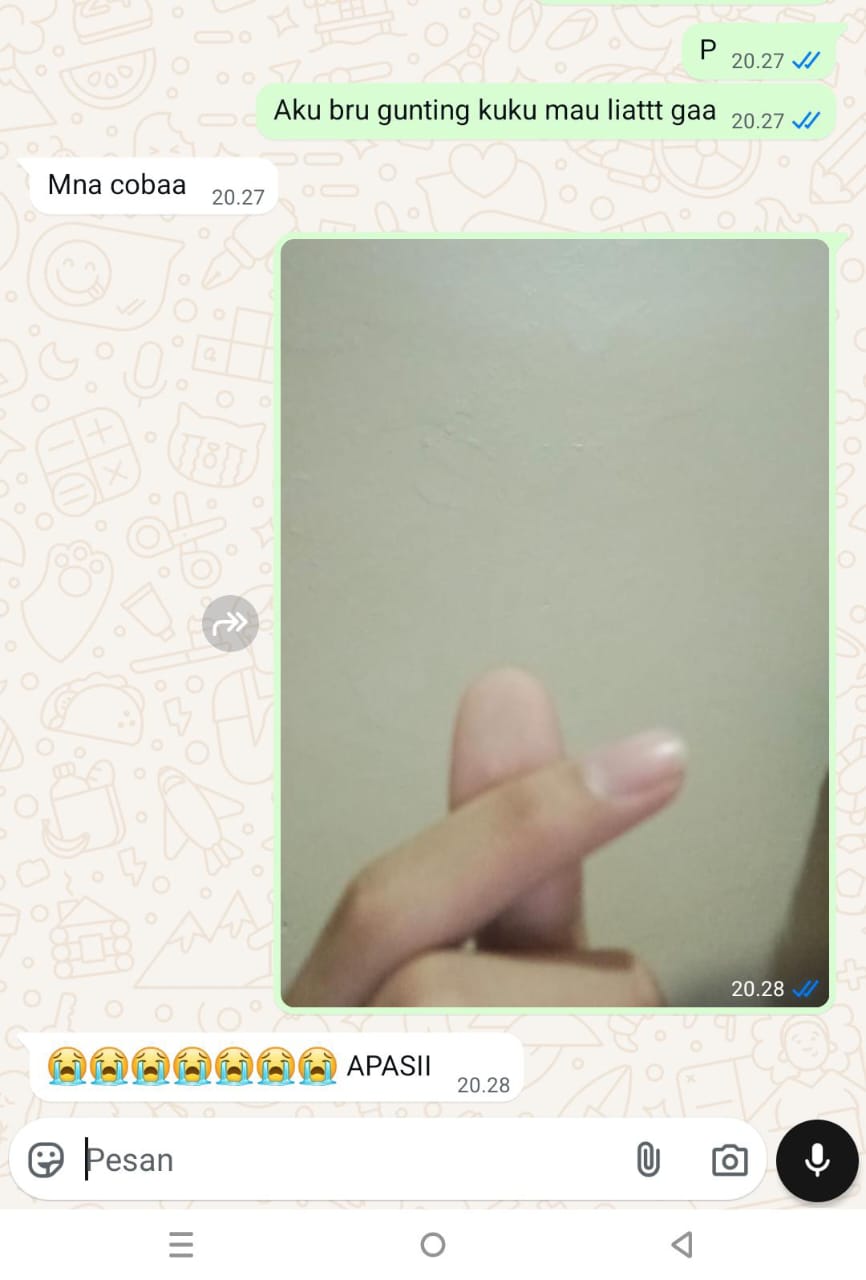 P 20.27
Aku bru gunting kuku mau liattt gaa 20.27
Mna cobaa 20.27
20.28
😭😭😭😭😭😭😭 APASII 20.28
Pesan